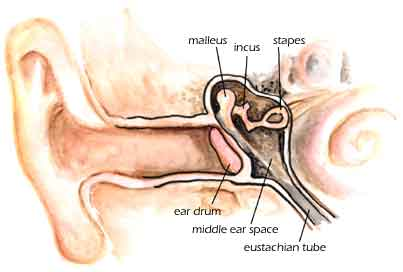 malleus
incus
stapes
ear drum
middle ear space
eustachian tube